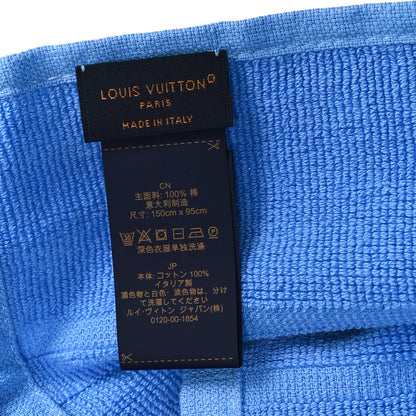 LOUIS VUITTON
PARIS
MADE IN ITALY
CN
主面料: 100% 棉
意大利制造
尺寸: 150cm x 95cm
深色衣服单独洗涤
JP
本体: コットン 100%
イタリア製
濃色物と白色・淡色物は、分け
て洗濯して下さい
ルイ・ヴィトン ジャパン(株)
0120-00-1854